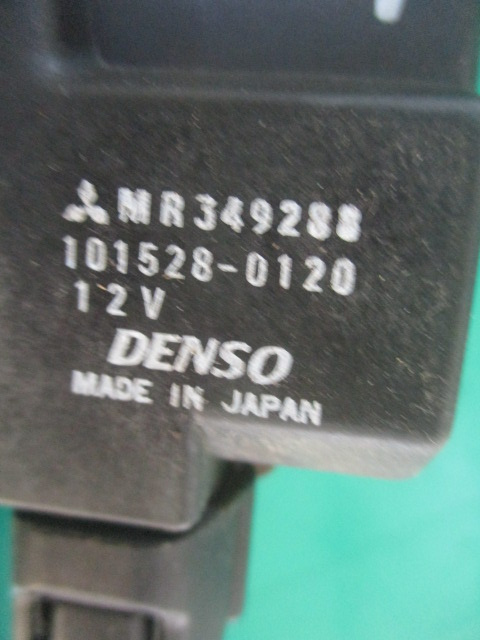 MR349288
101528-0120
12V
DENSO
MADE IN JAPAN